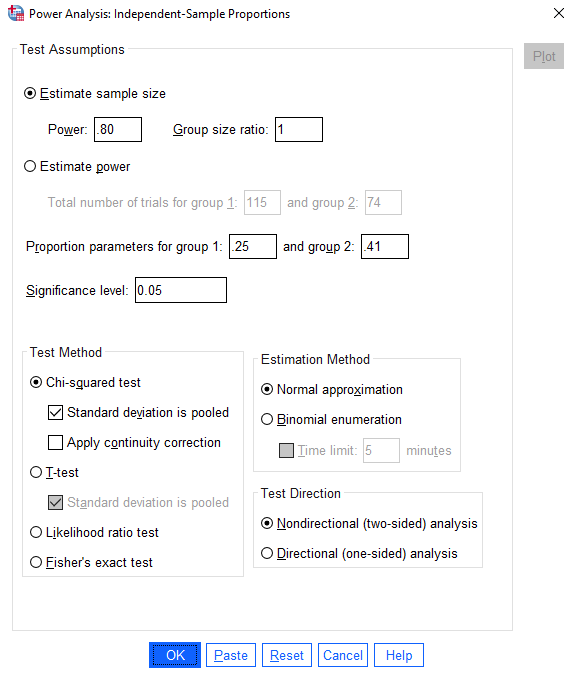 Power Analysis: Independent-Sample Proportions
Test Assumptions
Plot
Estimate sample size
Power: .80 Group size ratio: 1
Estimate power
Total number of trials for group 1: 115 and group 2: 74
Proportion parameters for group 1: .25 and group 2: .41
Significance level: 0.05
Test Method
Chi-squared test
Standard deviation is pooled
Apply continuity correction
T-test
Standard deviation is pooled
Likelihood ratio test
Fisher's exact test
Estimation Method
Normal approximation
Binomial enumeration
Time limit: 5 minutes
Test Direction
Nondirectional (two-sided) analysis
Directional (one-sided) analysis
OK Paste Reset Cancel Help